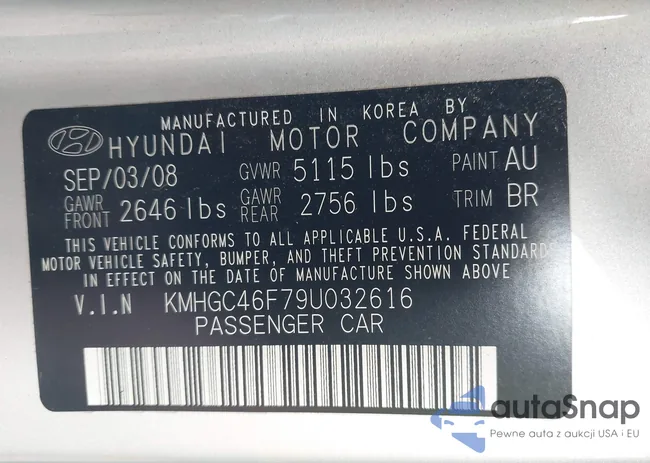 MANUFACTURED IN KOREA BY
HYUNDAI MOTOR COMPANY
SEP/03/08 GVWR 5115 lbs PAINT AU
GAWR FRONT 2646 lbs GAWR REAR 2756 lbs TRIM BR
THIS VEHICLE CONFORMS TO ALL APPLICABLE U.S.A. FEDERAL
MOTOR VEHICLE SAFETY, BUMPER, AND THEFT PREVENTION STANDARDS
IN EFFECT ON THE DATE OF MANUFACTURE SHOWN ABOVE
V.I.N KMHGC46F79U032616
PASSENGER CAR
autaSnap
Pewne auta z aukcji USA i EU